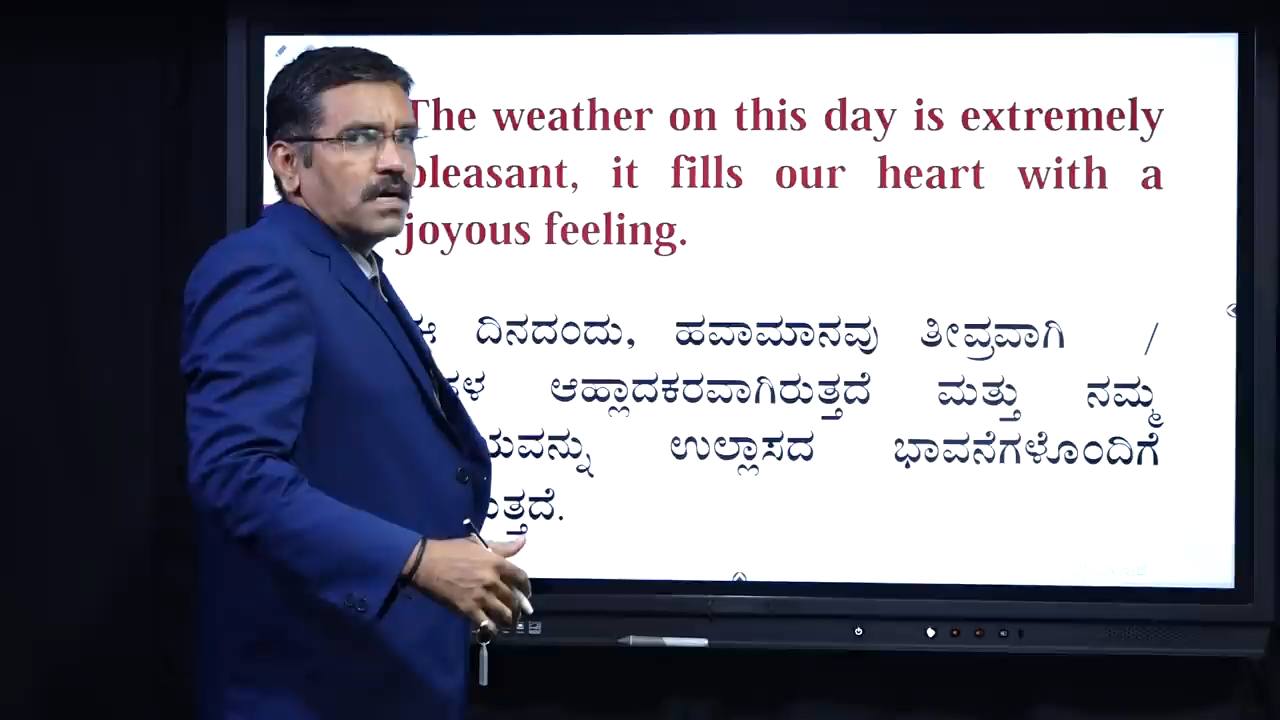 The weather on this day is extremely
pleasant, it fills our heart with a
joyous feeling.
ದಿನದಂದು, ಹವಾಮಾನವು ತೀವ್ರವಾಗಿ /
ಆಹ್ಲಾದಕರವಾಗಿರುತ್ತದೆ ಮತ್ತು ನಮ್ಮ
ಉಲ್ಲಾಸದ ಭಾವನೆಗಳೊಂದಿಗೆ